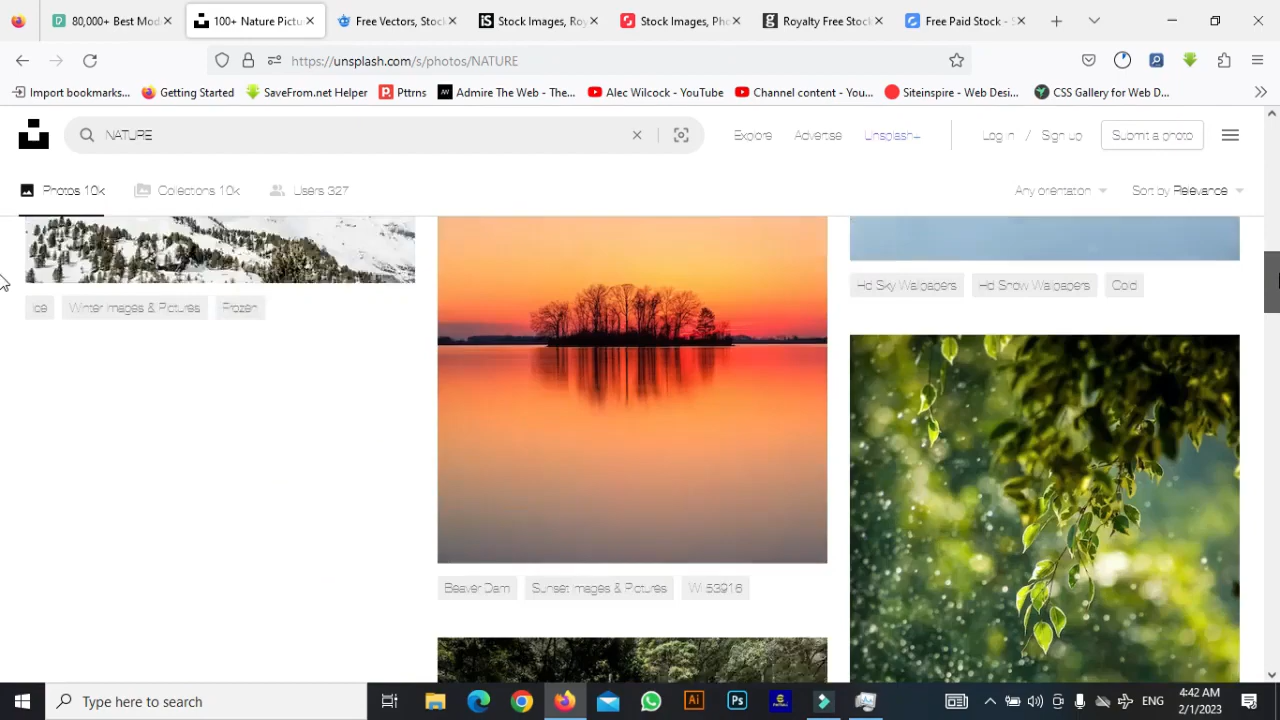 80,000+ Best Mod
100+ Nature Pictu
Free Vectors, Stock
iS
Stock Images, Roy
Stock Images, Pho
g
Royalty Free Stock
Free Paid Stock - S
https://unsplash.com/s/photos/NATURE
Import bookmarks...
Getting Started
SaveFrom.net Helper
Pttrns
Admire The Web - The...
Alec Wilcock - YouTube
Channel content - You...
Siteinspire - Web Desi...
CSS Gallery for Web D...
NATURE
Explore
Advertise
Unsplash+
Log in / Sign up
Submit a photo
Photos 10k
Collections 10k
Users 327
Any orientation
Sort by Relevance
Ice
Winter Images & Pictures
Frozen
Hd Sky Wallpapers
Hd Snow Wallpapers
Cold
Beaver Dam
Sunset Images & Pictures
WI 53916
Type here to search
Ai
Ps
ENG
4:42 AM
2/1/2023